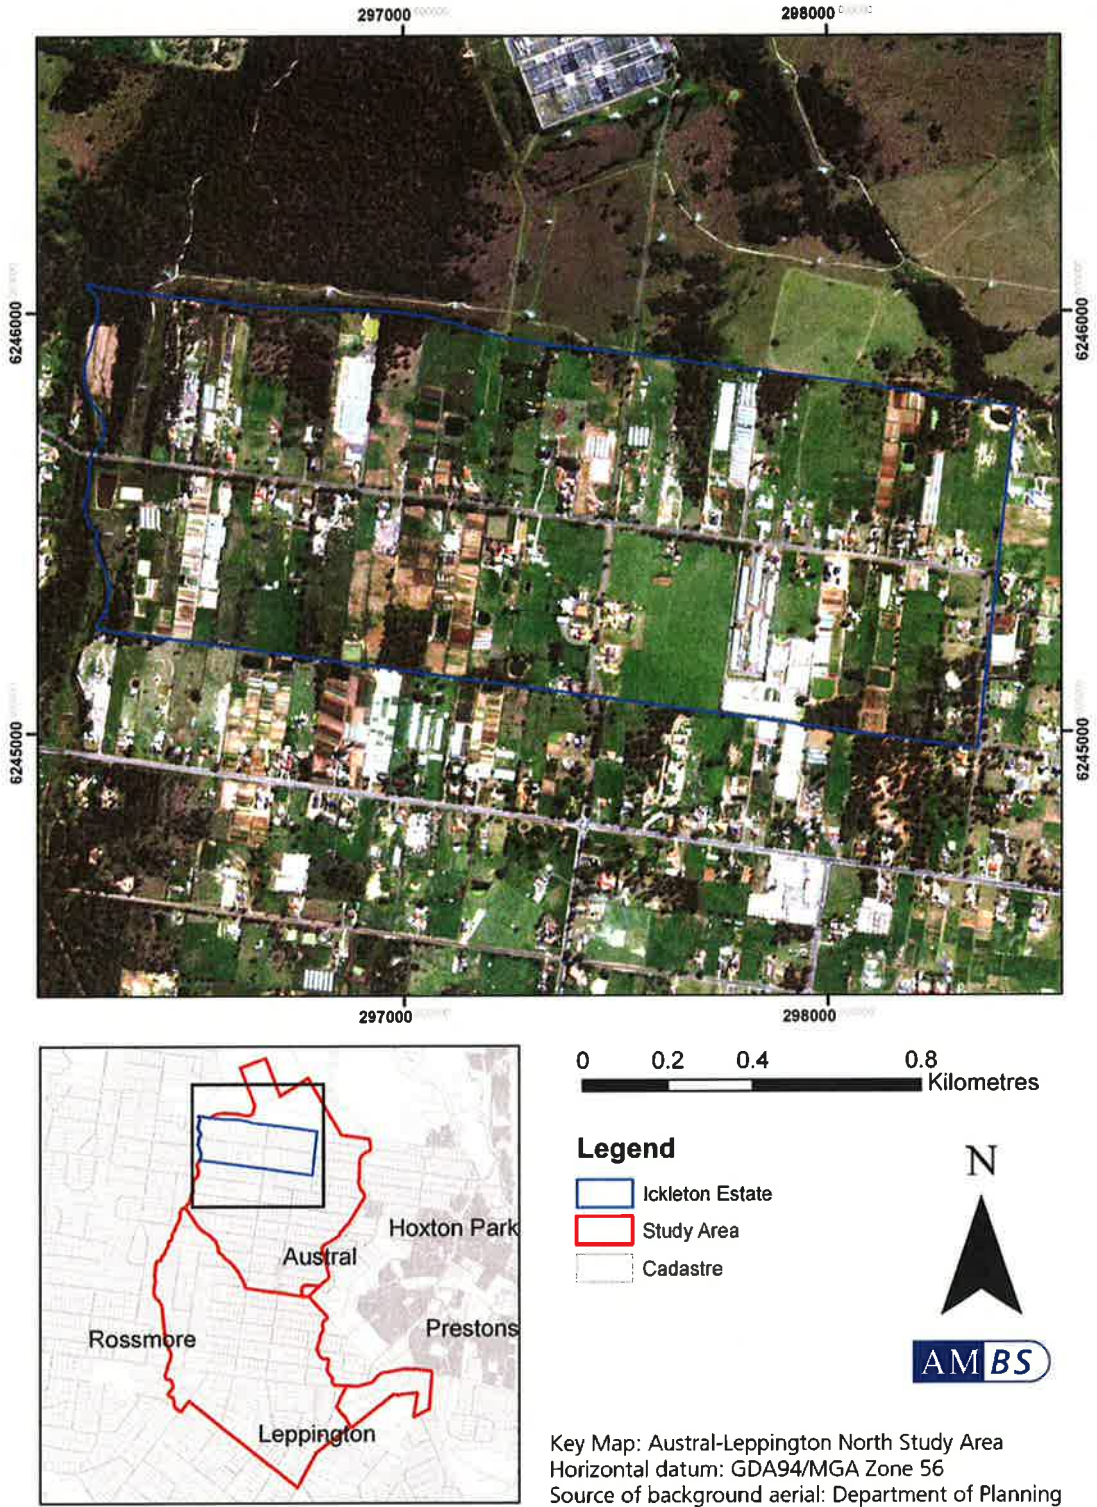 297000 298000
6246000 6246000
6245000 6245000
297000 298000
0 0.2 0.4 0.8
Kilometres
Legend
Ickleton Estate
Study Area
Cadastre
N
AMBS
Hoxton Park
Austral
Prestons
Rossmore
Leppington
Key Map: Austral-Leppington North Study Area
Horizontal datum: GDA94/MGA Zone 56
Source of background aerial: Department of Planning